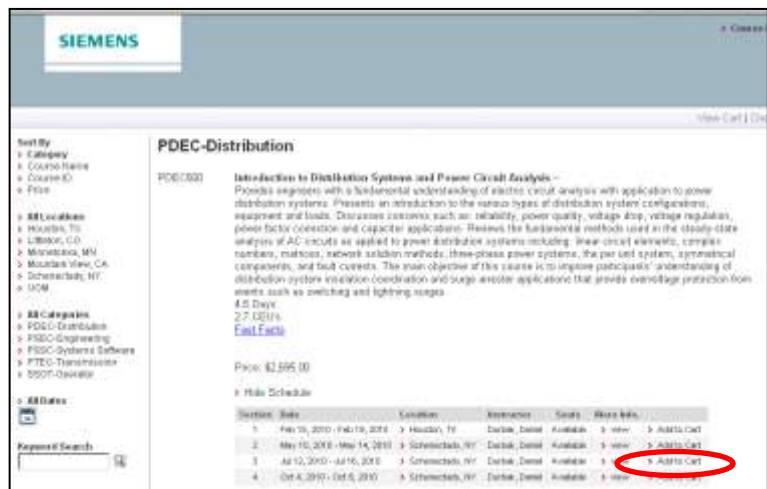 SIEMENS
View Cart |
Sort By
Category
Course Name
Course ID
Price
All Locations
Houston, TX
Littleton, CO
Minnetonka, MN
Mountain View, CA
Schenectady, NY
UCM
All Categories
PDEC-Distribution
PSEC-Engineering
PSSC-Systems Software
PTEC-Transmission
SSOT-Operator
All Dates
Keyword Search
PDEC-Distribution
Introduction to Distribution Systems and Power Circuit Analysis -
Provides engineers with a fundamental understanding of electric circuit analysis with application to power
distribution systems. Presents an introduction to the various types of distribution system configurations,
equipment and loads. Discusses concerns such as: reliability, power quality, voltage drop, voltage regulation,
power factor correction and capacitor applications. Reviews the fundamental methods used in the steady-state
analysis of AC circuits as applied to power distribution systems including: linear circuit elements, complex
numbers, matrices, network solution methods, three-phase power systems, the per unit system, symmetrical
components, and fault currents. The main objective of this course is to improve participants' understanding of
distribution system insulation coordination and surge arrester applications that provide overvoltage protection from
events such as switching and lightning surges.
4.5 Days
2.7 CEU's
Fast Facts
Price: $2,695.00
Hide Schedule
Section Date Location Instructor Seats More Info.
1 Feb 15, 2010 - Feb 19, 2010 Houston, TX Daniel Available view Add to Cart
2 May 10, 2010 - May 14, 2010 Schenectady, NY Daniel Available view Add to Cart
3 Jul 12, 2010 - Jul 16, 2010 Schenectady, NY Daniel Available Add to Cart
4 Oct 4, 2010 - Oct 8, 2010 Schenectady, NY Daniel Available view Add to Cart